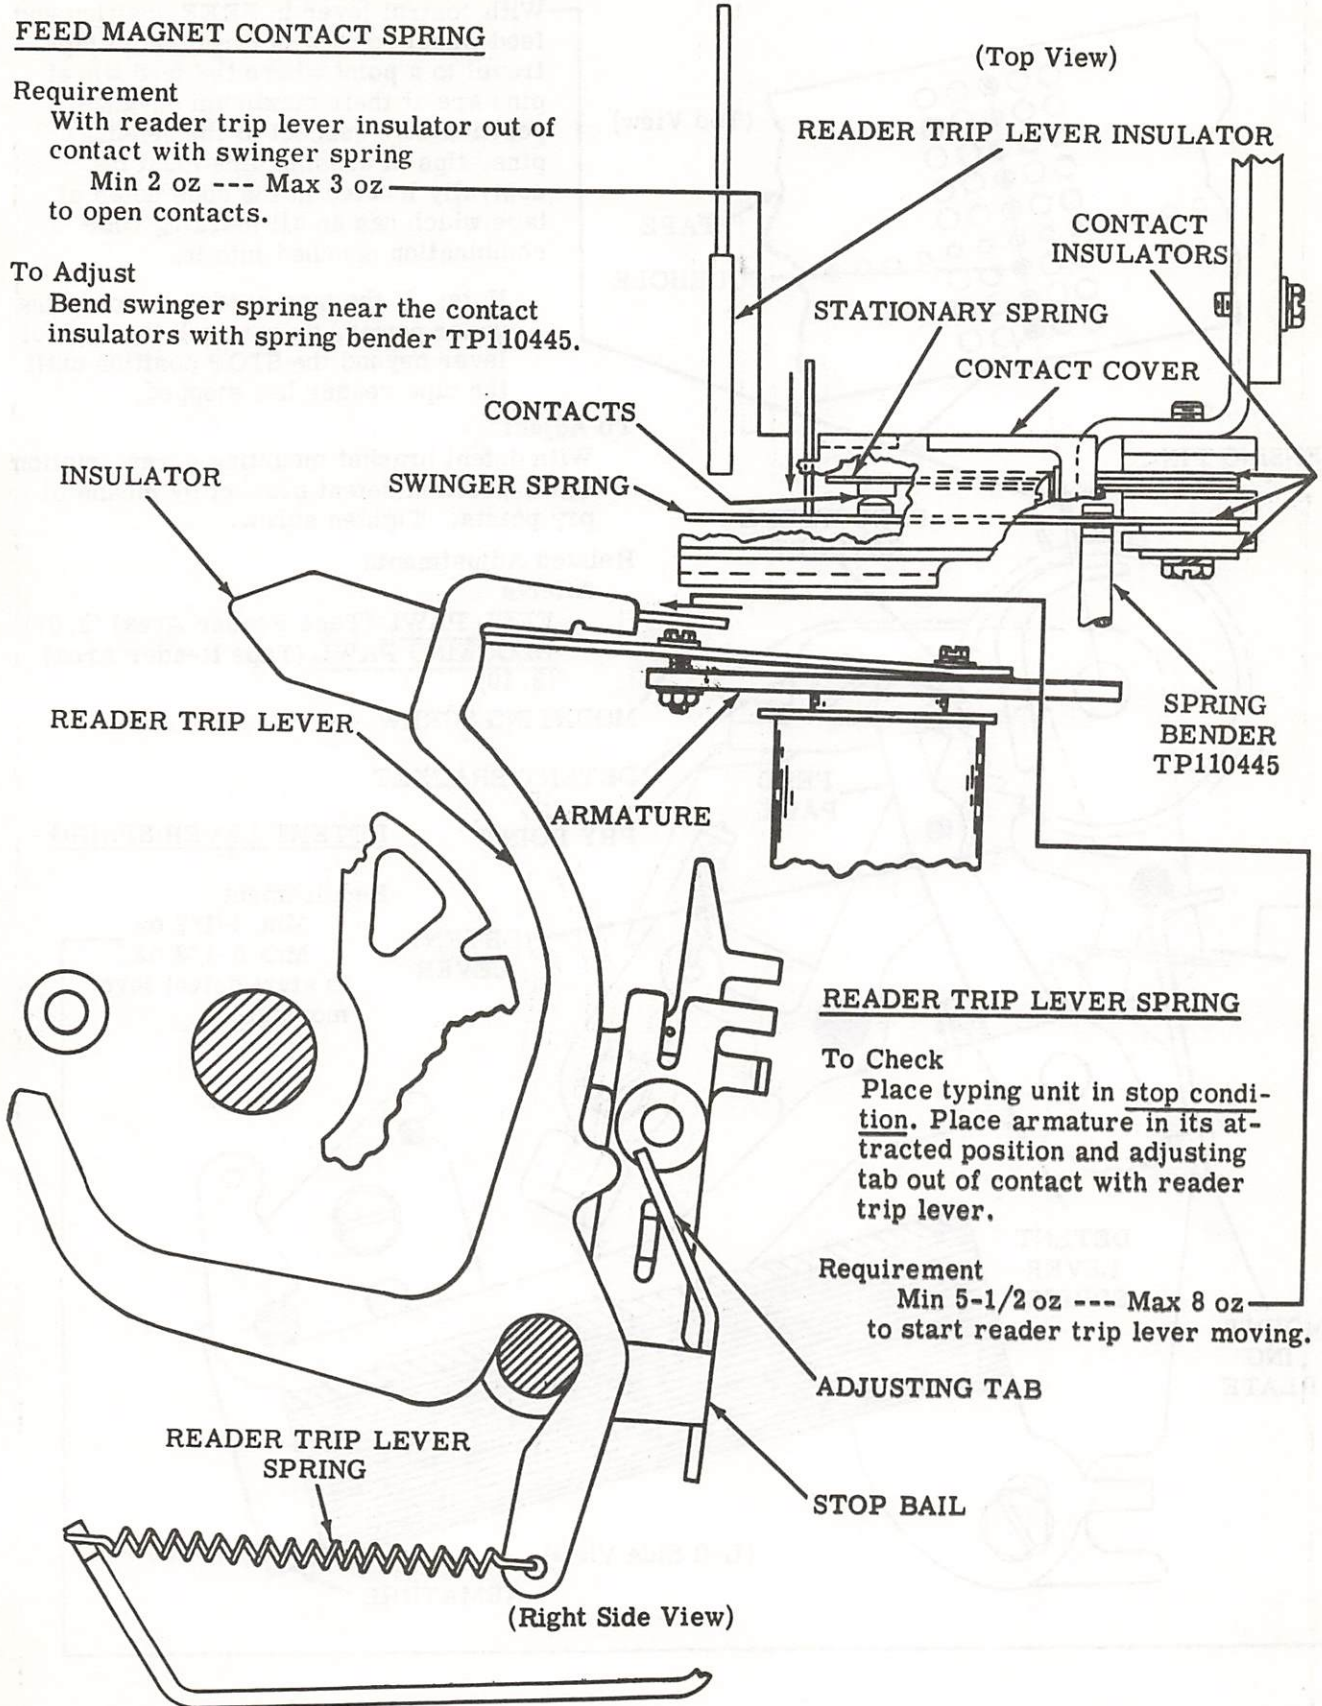 FEED MAGNET CONTACT SPRING
Requirement
With reader trip lever insulator out of
contact with swinger spring
Min 2 oz --- Max 3 oz
to open contacts.
To Adjust
Bend swinger spring near the contact
insulators with spring bender TP110445.
(Top View)
READER TRIP LEVER INSULATOR
CONTACT
INSULATORS
STATIONARY SPRING
CONTACT COVER
CONTACTS
SWINGER SPRING
INSULATOR
READER TRIP LEVER
ARMATURE
SPRING
BENDER
TP110445
READER TRIP LEVER SPRING
To Check
Place typing unit in stop condi-
tion. Place armature in its at-
tracted position and adjusting
tab out of contact with reader
trip lever.
Requirement
Min 5-1/2 oz --- Max 8 oz
to start reader trip lever moving.
ADJUSTING TAB
STOP BAIL
READER TRIP LEVER
SPRING
(Right Side View)